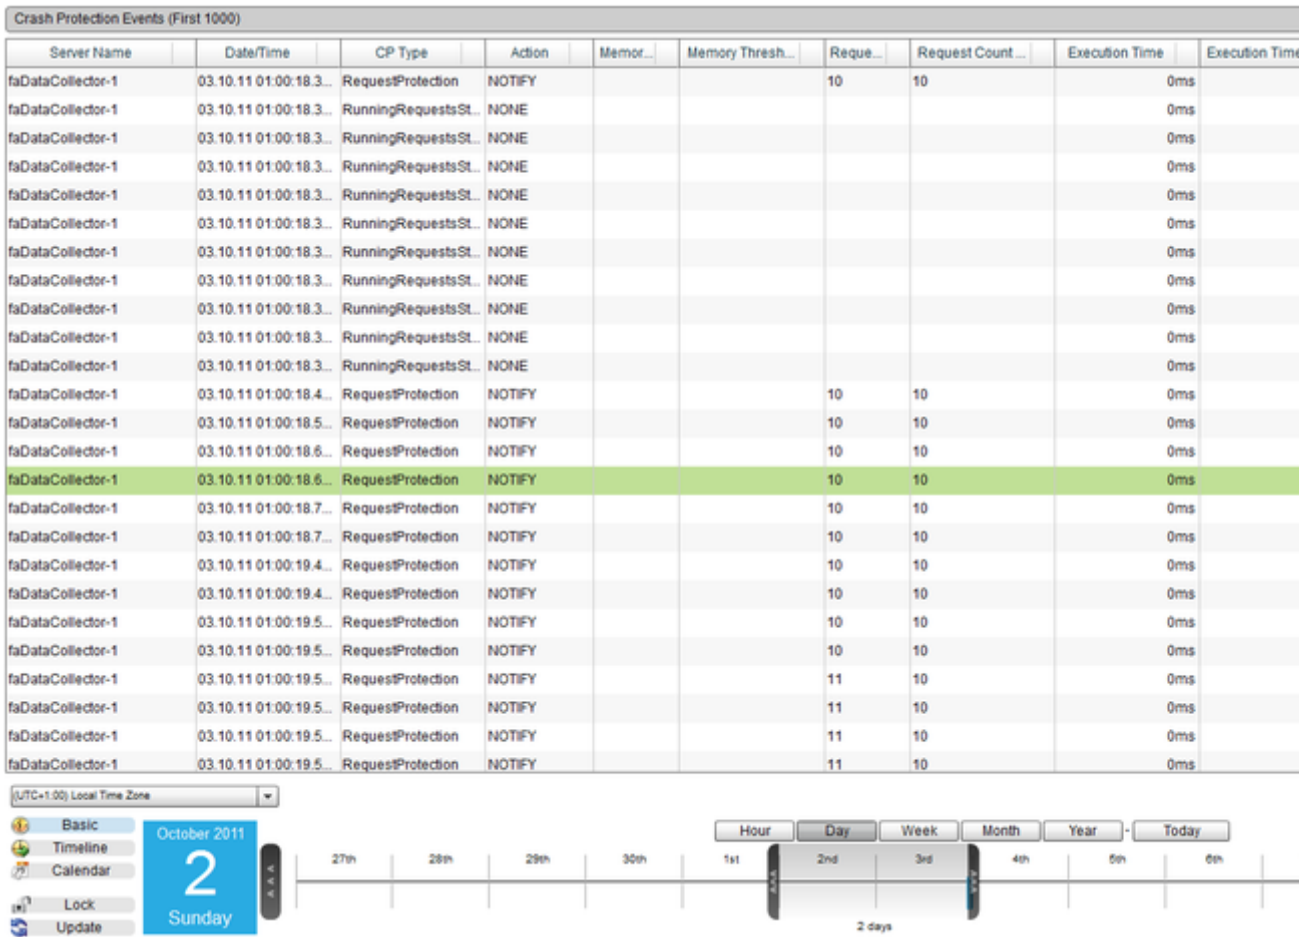 Crash Protection Events (First 1000)
Server Name Date/Time CP Type Action Memor... Memory Thresh... Reque... Request Count ... Execution Time Execution Time
faDataCollector-1 03.10.11 01:00:18.3... RequestProtection NOTIFY 10 10 0ms
faDataCollector-1 03.10.11 01:00:18.3... RunningRequestsSt... NONE 0ms
faDataCollector-1 03.10.11 01:00:18.3... RunningRequestsSt... NONE 0ms
faDataCollector-1 03.10.11 01:00:18.3... RunningRequestsSt... NONE 0ms
faDataCollector-1 03.10.11 01:00:18.3... RunningRequestsSt... NONE 0ms
faDataCollector-1 03.10.11 01:00:18.3... RunningRequestsSt... NONE 0ms
faDataCollector-1 03.10.11 01:00:18.3... RunningRequestsSt... NONE 0ms
faDataCollector-1 03.10.11 01:00:18.3... RunningRequestsSt... NONE 0ms
faDataCollector-1 03.10.11 01:00:18.3... RunningRequestsSt... NONE 0ms
faDataCollector-1 03.10.11 01:00:18.3... RunningRequestsSt... NONE 0ms
faDataCollector-1 03.10.11 01:00:18.3... RunningRequestsSt... NONE 0ms
faDataCollector-1 03.10.11 01:00:18.4... RequestProtection NOTIFY 10 10 0ms
faDataCollector-1 03.10.11 01:00:18.5... RequestProtection NOTIFY 10 10 0ms
faDataCollector-1 03.10.11 01:00:18.6... RequestProtection NOTIFY 10 10 0ms
faDataCollector-1 03.10.11 01:00:18.6... RequestProtection NOTIFY 10 10 0ms
faDataCollector-1 03.10.11 01:00:18.7... RequestProtection NOTIFY 10 10 0ms
faDataCollector-1 03.10.11 01:00:18.7... RequestProtection NOTIFY 10 10 0ms
faDataCollector-1 03.10.11 01:00:19.4... RequestProtection NOTIFY 10 10 0ms
faDataCollector-1 03.10.11 01:00:19.4... RequestProtection NOTIFY 10 10 0ms
faDataCollector-1 03.10.11 01:00:19.5... RequestProtection NOTIFY 10 10 0ms
faDataCollector-1 03.10.11 01:00:19.5... RequestProtection NOTIFY 10 10 0ms
faDataCollector-1 03.10.11 01:00:19.5... RequestProtection NOTIFY 11 10 0ms
faDataCollector-1 03.10.11 01:00:19.5... RequestProtection NOTIFY 11 10 0ms
faDataCollector-1 03.10.11 01:00:19.5... RequestProtection NOTIFY 11 10 0ms
faDataCollector-1 03.10.11 01:00:19.5... RequestProtection NOTIFY 11 10 0ms
(UTC+1:00) Local Time Zone
Basic
Timeline
Calendar
Lock
Update
October 2011
2
Sunday
Hour Day Week Month Year - Today
27th 28th 29th 30th 1st 2nd 3rd 4th 5th 6th
2 days